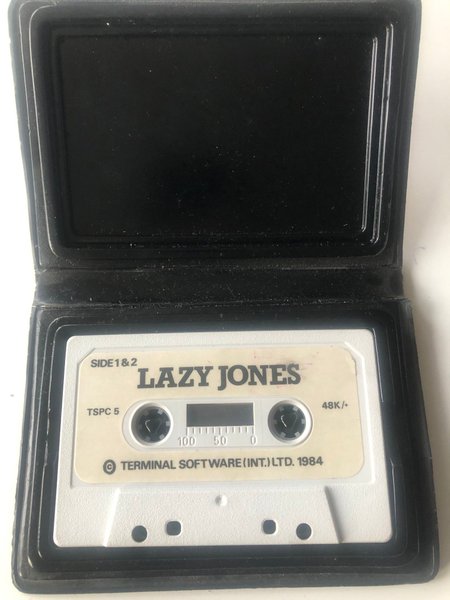 SIDE 1 & 2
LAZY JONES
TSPC 5
48K/+
100 50 0
© TERMINAL SOFTWARE (INT.) LTD. 1984